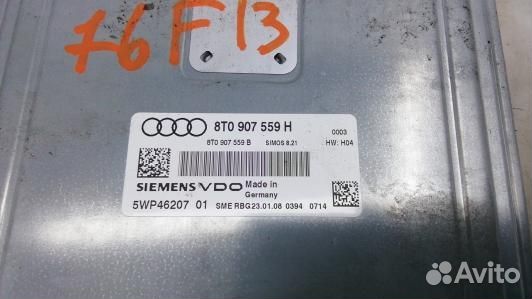 76F13
8T0 907 559 H
0003
8T0 907 559 B SIMOS 8.21 HW: H04
SIEMENS VDO Made in
Germany
5WP46207 01 SME RBG 23.01.08 0394 0714
Avito